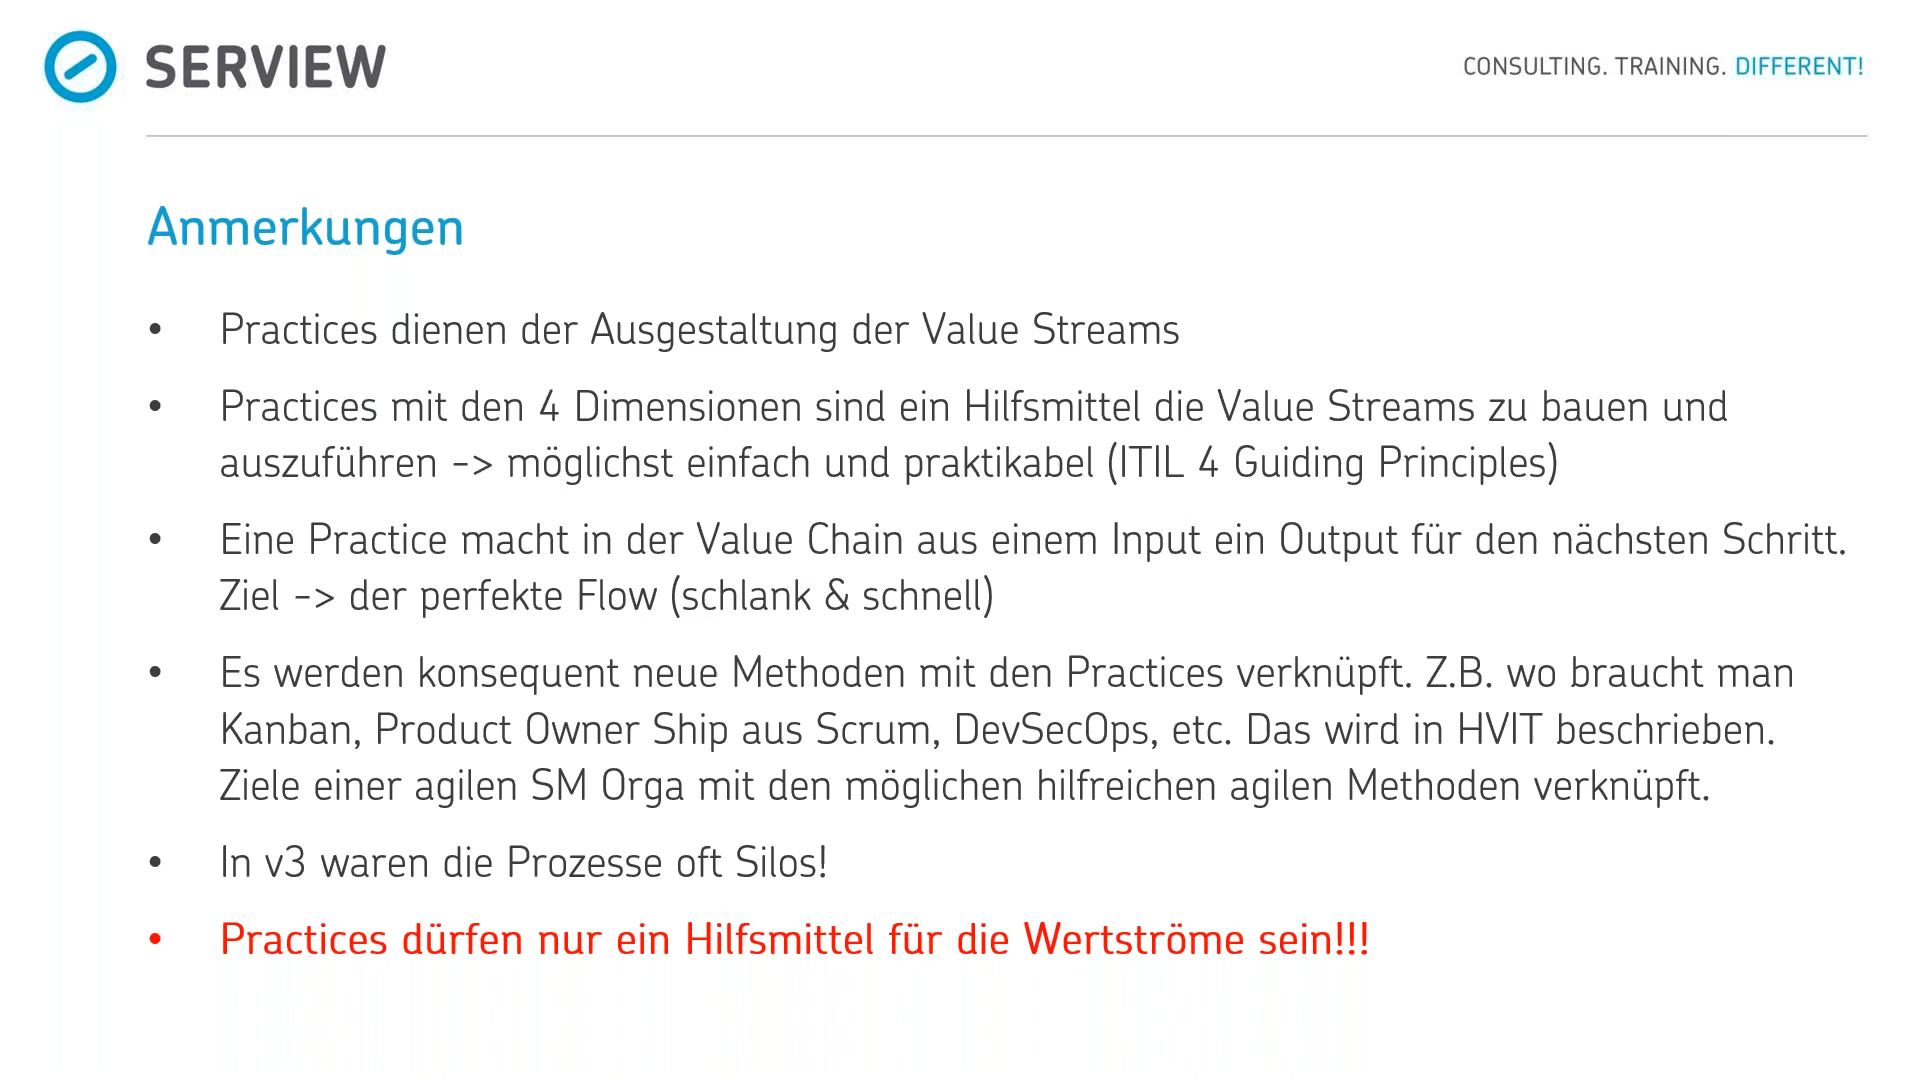 SERVIEW
CONSULTING. TRAINING. DIFFERENT!
Anmerkungen
• Practices dienen der Ausgestaltung der Value Streams
• Practices mit den 4 Dimensionen sind ein Hilfsmittel die Value Streams zu bauen und
auszuführen -> möglichst einfach und praktikabel (ITIL 4 Guiding Principles)
• Eine Practice macht in der Value Chain aus einem Input ein Output für den nächsten Schritt.
Ziel -> der perfekte Flow (schlank & schnell)
• Es werden konsequent neue Methoden mit den Practices verknüpft. Z.B. wo braucht man
Kanban, Product Owner Ship aus Scrum, DevSecOps, etc. Das wird in HVIT beschrieben.
Ziele einer agilen SM Orga mit den möglichen hilfreichen agilen Methoden verknüpft.
• In v3 waren die Prozesse oft Silos!
• Practices dürfen nur ein Hilfsmittel für die Wertströme sein!!!